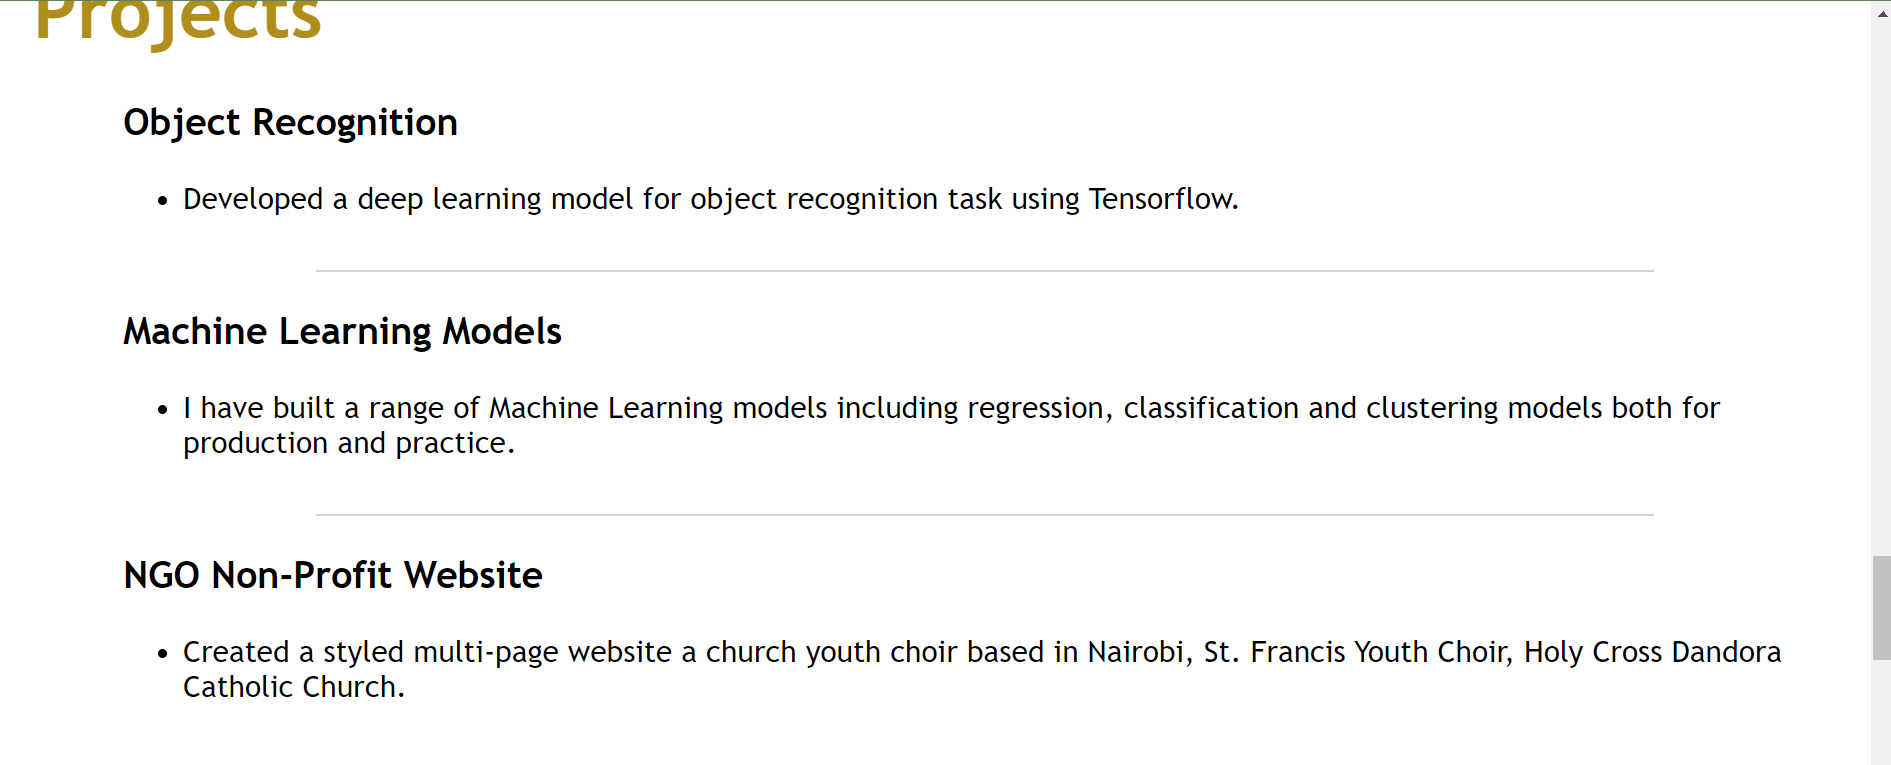 Projects
Object Recognition
• Developed a deep learning model for object recognition task using Tensorflow.
Machine Learning Models
• I have built a range of Machine Learning models including regression, classification and clustering models both for
production and practice.
NGO Non-Profit Website
• Created a styled multi-page website a church youth choir based in Nairobi, St. Francis Youth Choir, Holy Cross Dandora
Catholic Church.